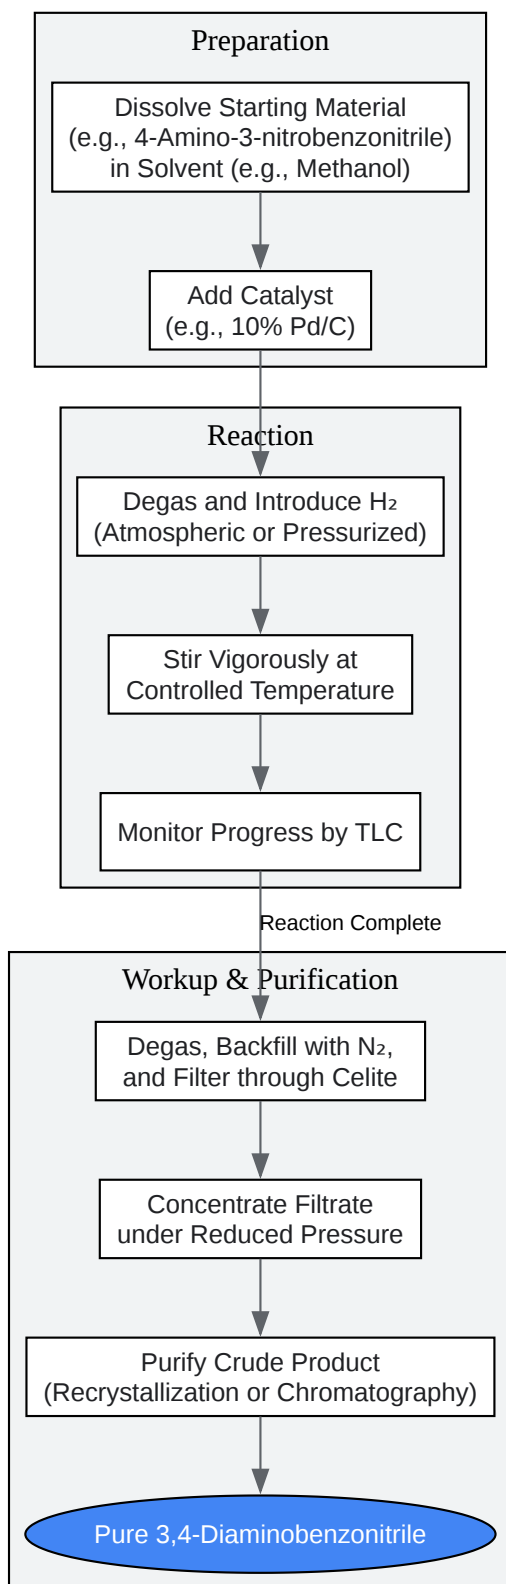 Preparation
Dissolve Starting Material
(e.g., 4-Amino-3-nitrobenzonitrile)
in Solvent (e.g., Methanol)
Add Catalyst
(e.g., 10% Pd/C)
Reaction
Degas and Introduce H₂
(Atmospheric or Pressurized)
Stir Vigorously at
Controlled Temperature
Monitor Progress by TLC
Reaction Complete
Workup & Purification
Degas, Backfill with N₂,
and Filter through Celite
Concentrate Filtrate
under Reduced Pressure
Purify Crude Product
(Recrystallization or Chromatography)
Pure 3,4-Diaminobenzonitrile